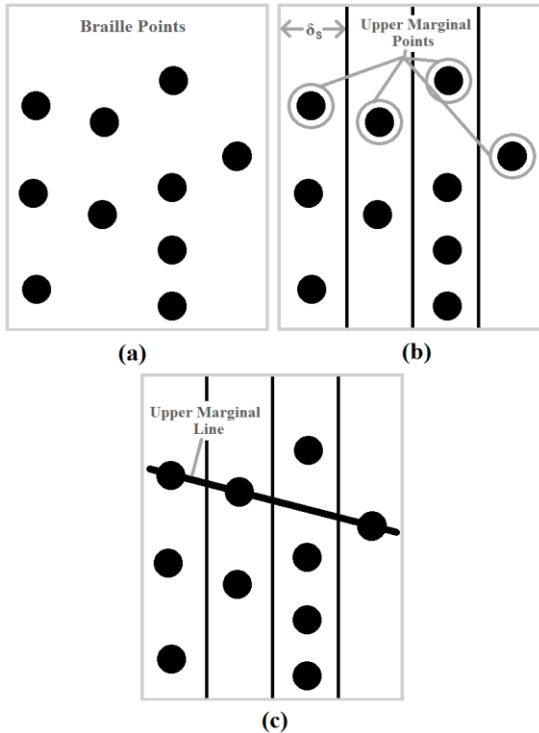 Braille Points
δs
Upper Marginal
Points
(a)
(b)
Upper Marginal
Line
(c)